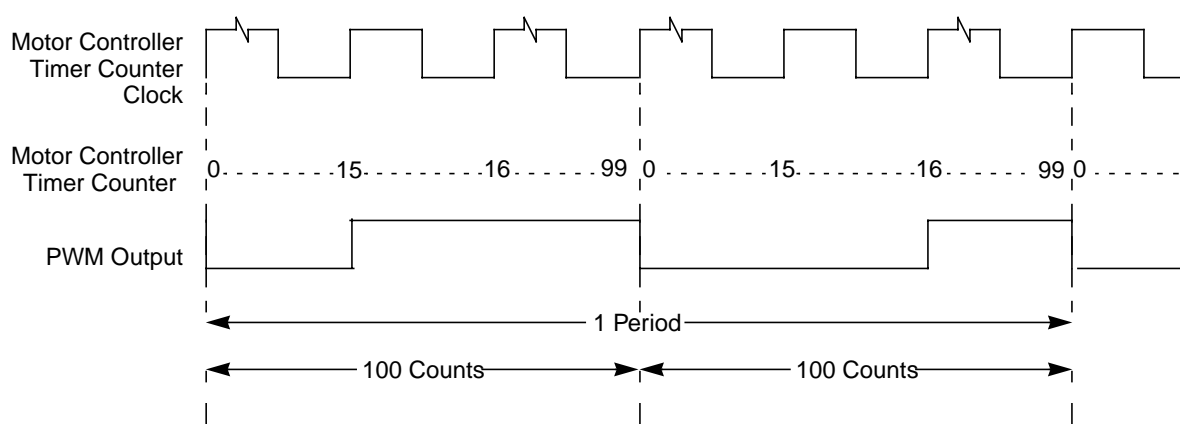 Motor Controller
Timer Counter
Clock
Motor Controller
Timer Counter
0 15 16 99 0 15 16 99 0
PWM Output
1 Period
100 Counts 100 Counts